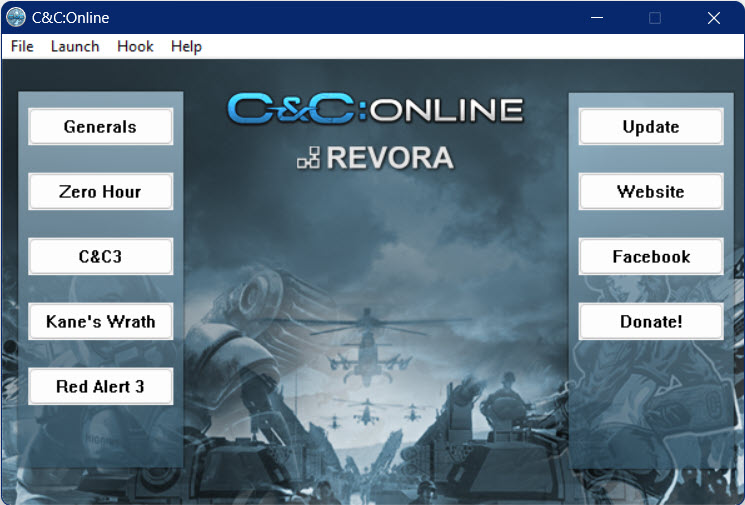 C&C:Online
File Launch Hook Help
C&C:ONLINE
REVORA
Generals
Zero Hour
C&C3
Kane's Wrath
Red Alert 3
Update
Website
Facebook
Donate!